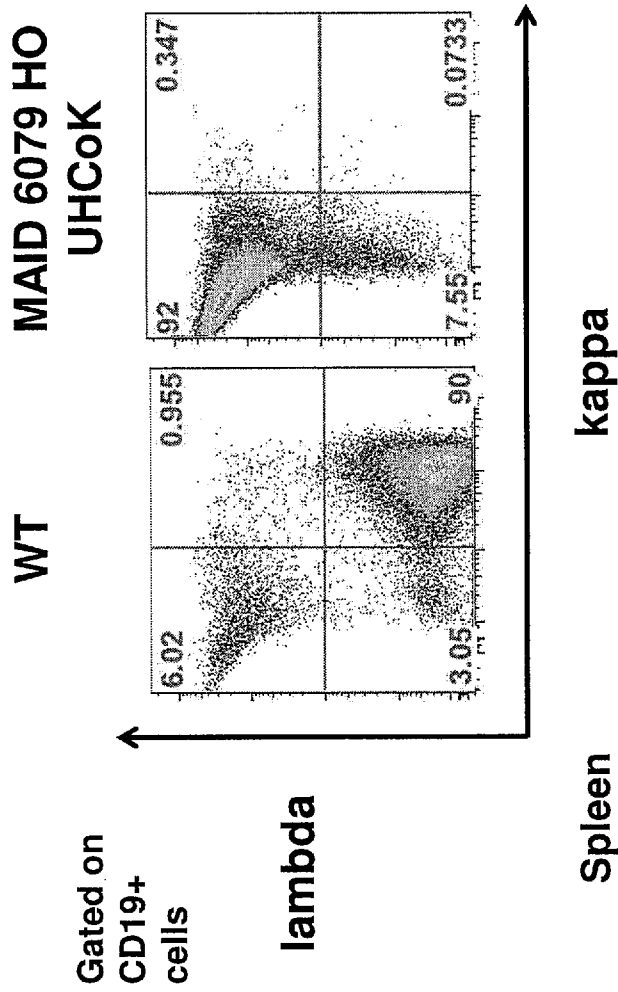 WT
MAID 6079 HO
UHCoK
Gated on
CD19+
cells
lambda
6.02
0.955
3.05
90
92
0.347
7.55
0.0733
kappa
Spleen